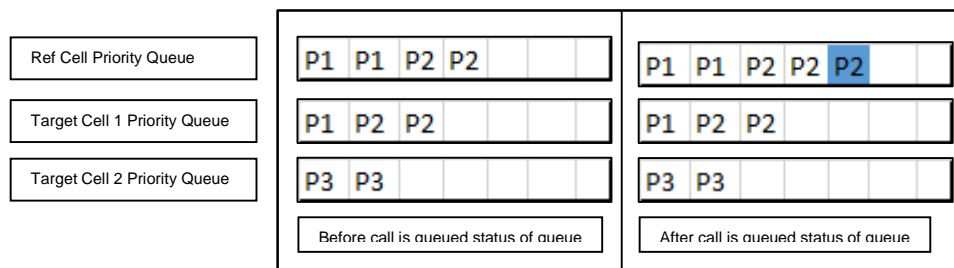 Ref Cell Priority Queue
P1 P1 P2 P2
P1 P1 P2 P2 P2
Target Cell 1 Priority Queue
P1 P2 P2
P1 P2 P2
Target Cell 2 Priority Queue
P3 P3
P3 P3
Before call is queued status of queue
After call is queued status of queue